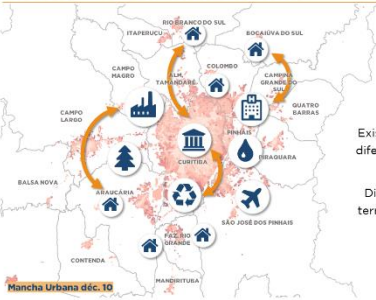 RIO BRANCO DO SUL
ITAPERUÇU
BOCAIÚVA DO SUL
CAMPO
MAGRO
ALM.
TAMANDARÉ
COLOMBO
CAMPINA
GRANDE DO
SUL
CAMPO
LARGO
QUATRO
BARRAS
PINHAIS
CURITIBA
PIRAQUARA
BALSA NOVA
ARAUCÁRIA
SÃO JOSÉ DOS PINHAIS
FAZ. RIO
GRANDE
CONTENDA
MANDIRITUBA
Mancha Urbana déc. 10
Exis
dife
Di
terr